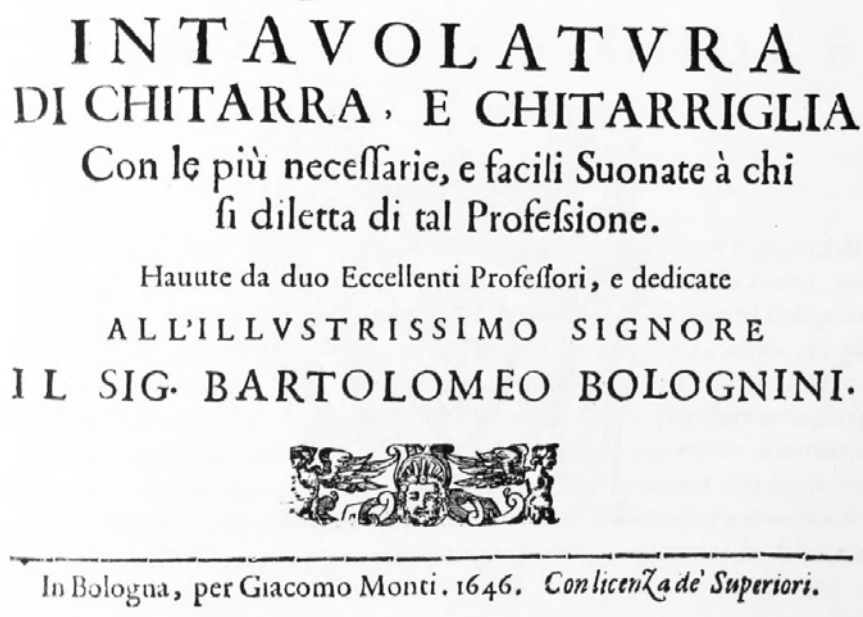 INTAVOLATVRA
DI CHITARRA, E CHITARRIGLIA
Con le più neceſſarie, e facili Suonate à chi
ſi diletta di tal Profeſsione.
Hauute da duo Eccellenti Profeſſori, e dedicate
ALL'ILLVSTRISSIMO SIGNORE
IL SIG. BARTOLOMEO BOLOGNINI.
In Bologna, per Giacomo Monti. 1646. Con licenza de' Superiori.